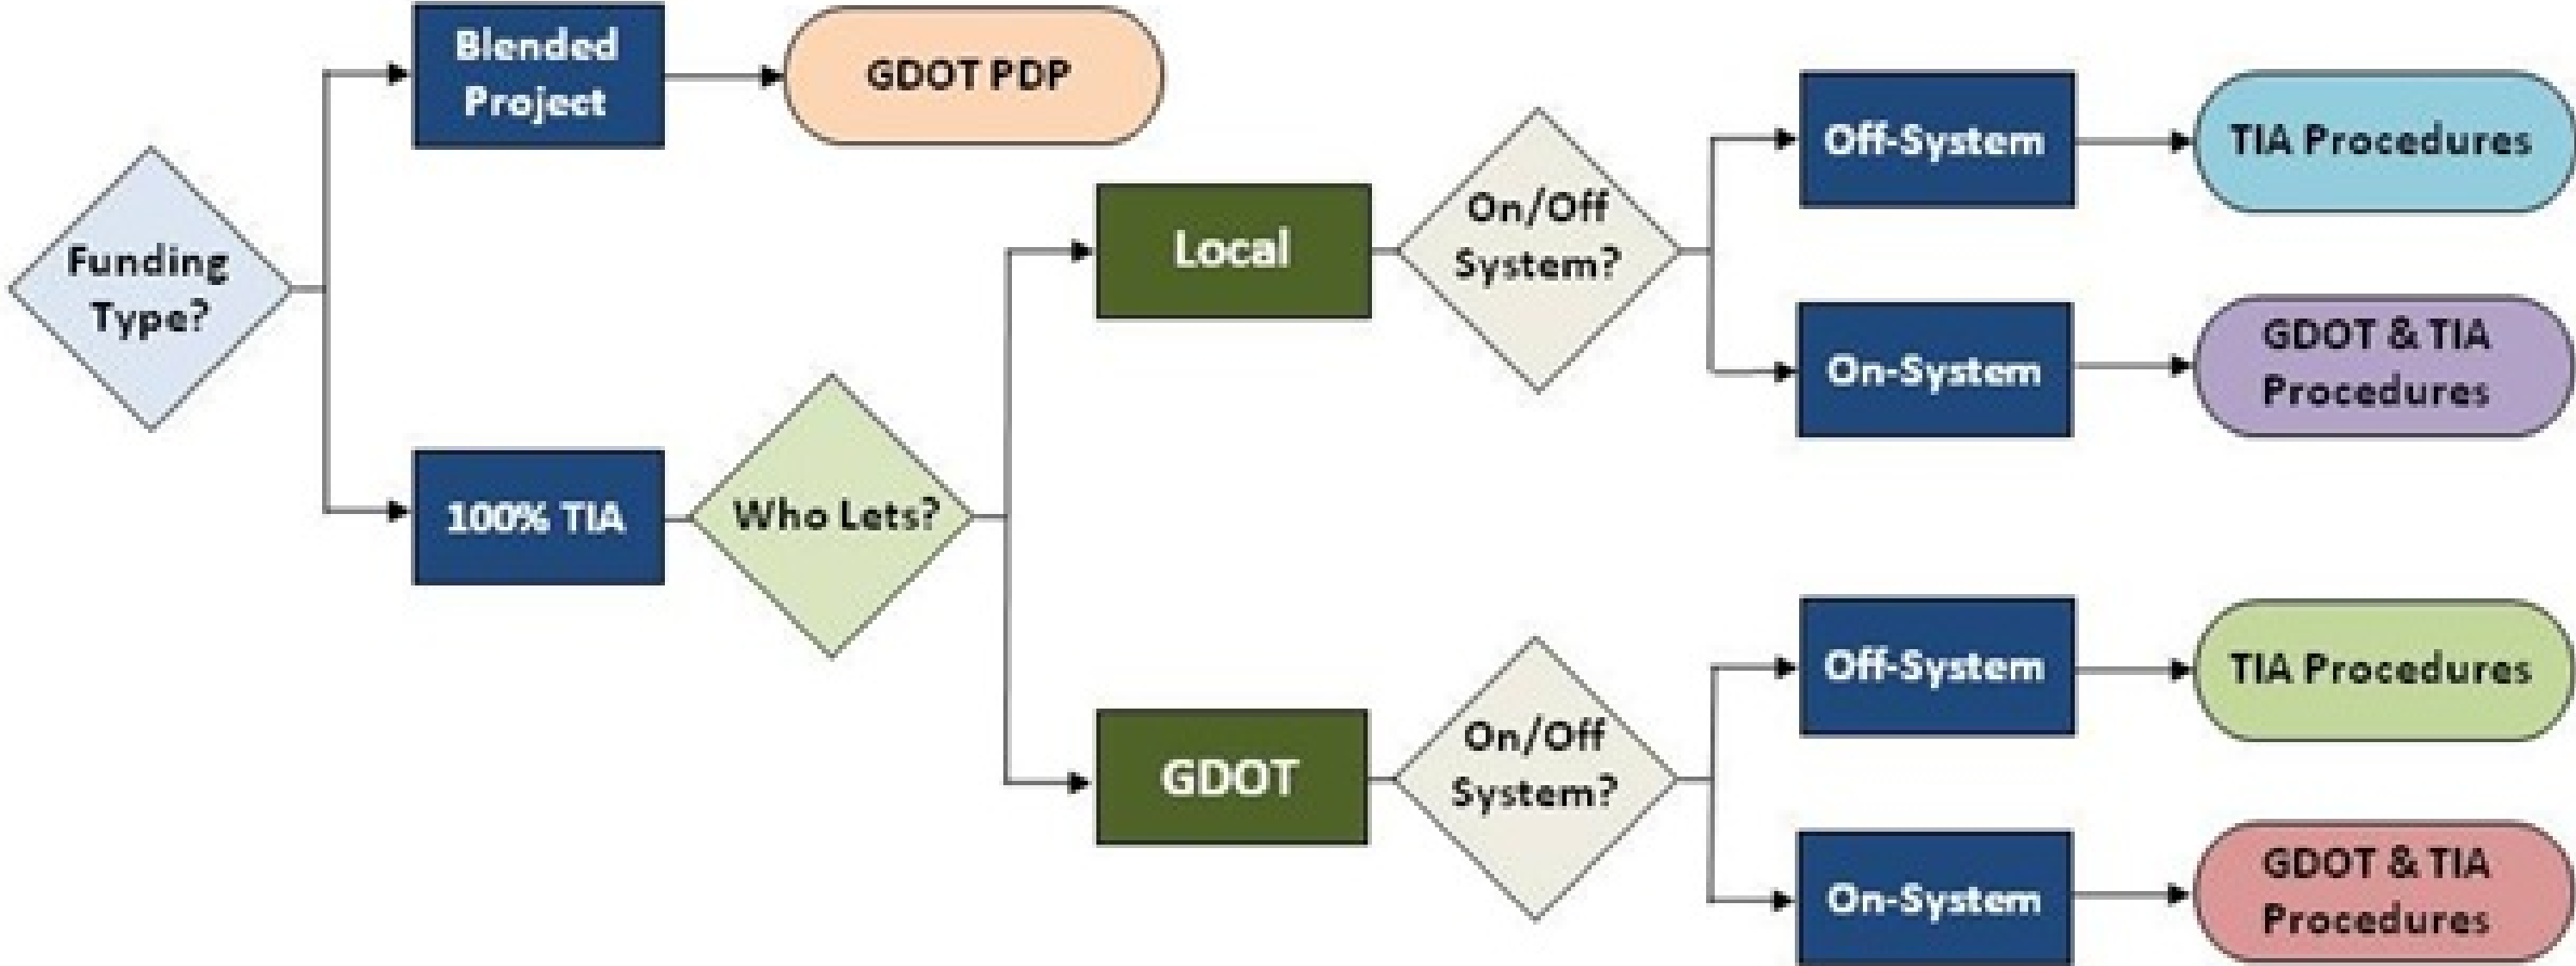 Blended
Project
GDOT PDP
Funding
Type?
100% TIA
Who Lets?
Local
On/Off
System?
Off-System
TIA Procedures
On-System
GDOT & TIA
Procedures
GDOT
On/Off
System?
Off-System
TIA Procedures
On-System
GDOT & TIA
Procedures